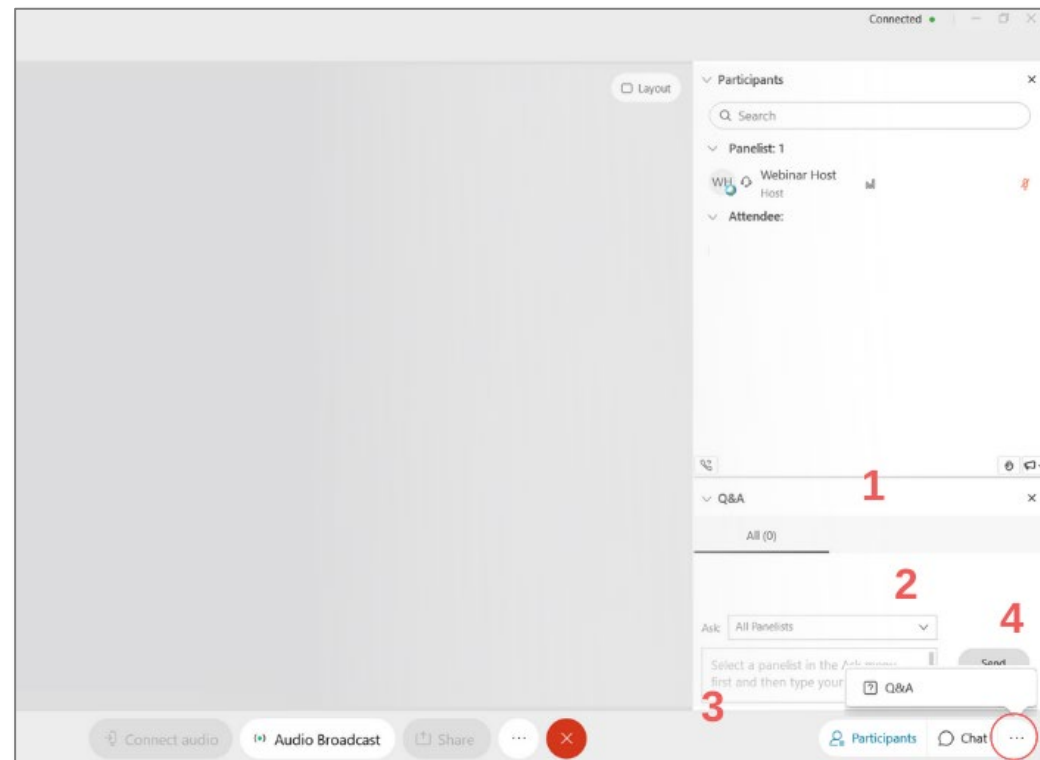 Connected
Layout
Participants
Search
Panelist: 1
WH Webinar Host
Host
Attendee:
1
Q&A
All (0)
2
4
Ask: All Panelists
Select a panelist in the Ask menu Send
first and then type your
Q&A
3
Connect audio Audio Broadcast Share Participants Chat